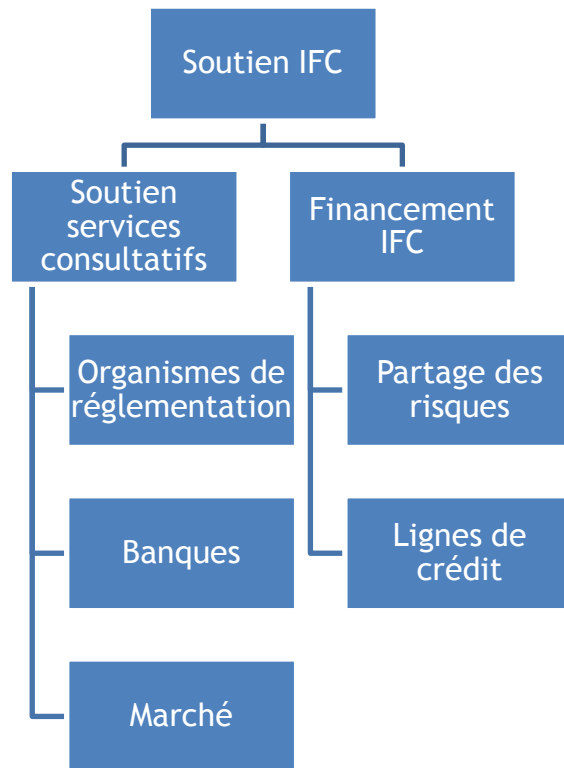 Soutien IFC
Soutien
services
consultatifs
Financement
IFC
Organismes de
réglementation
Partage des
risques
Banques
Lignes de
crédit
Marché